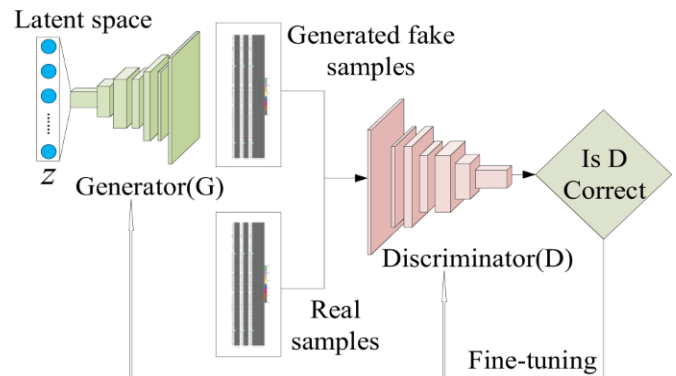 Latent space
z
Generator(G)
Generated fake
samples
Real
samples
Discriminator(D)
Is D
Correct
Fine-tuning